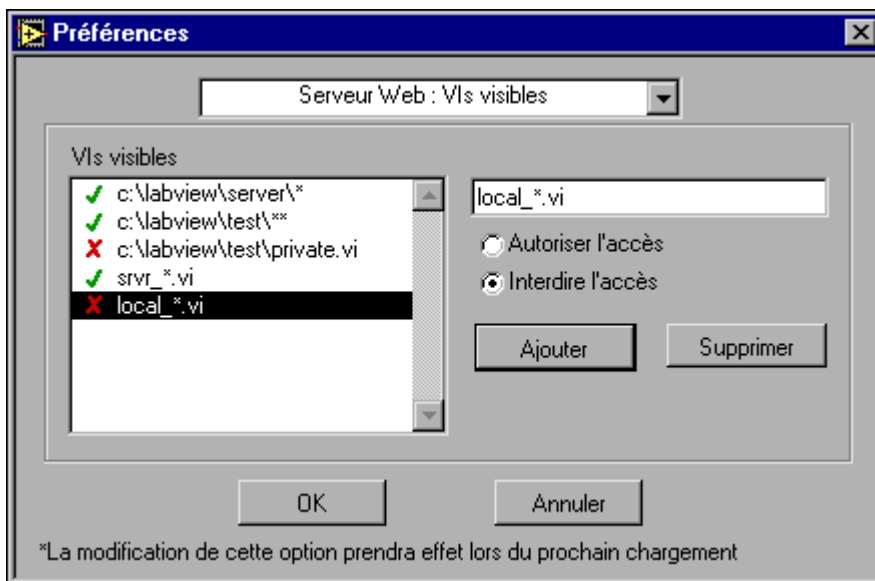 Préférences
Serveur Web : VIs visibles
VIs visibles
c:\labview\server\*
c:\labview\test\**
c:\labview\test\private.vi
srvr_*.vi
local_*.vi
local_*.vi
Autoriser l'accès
Interdire l'accès
Ajouter
Supprimer
OK
Annuler
*La modification de cette option prendra effet lors du prochain chargement